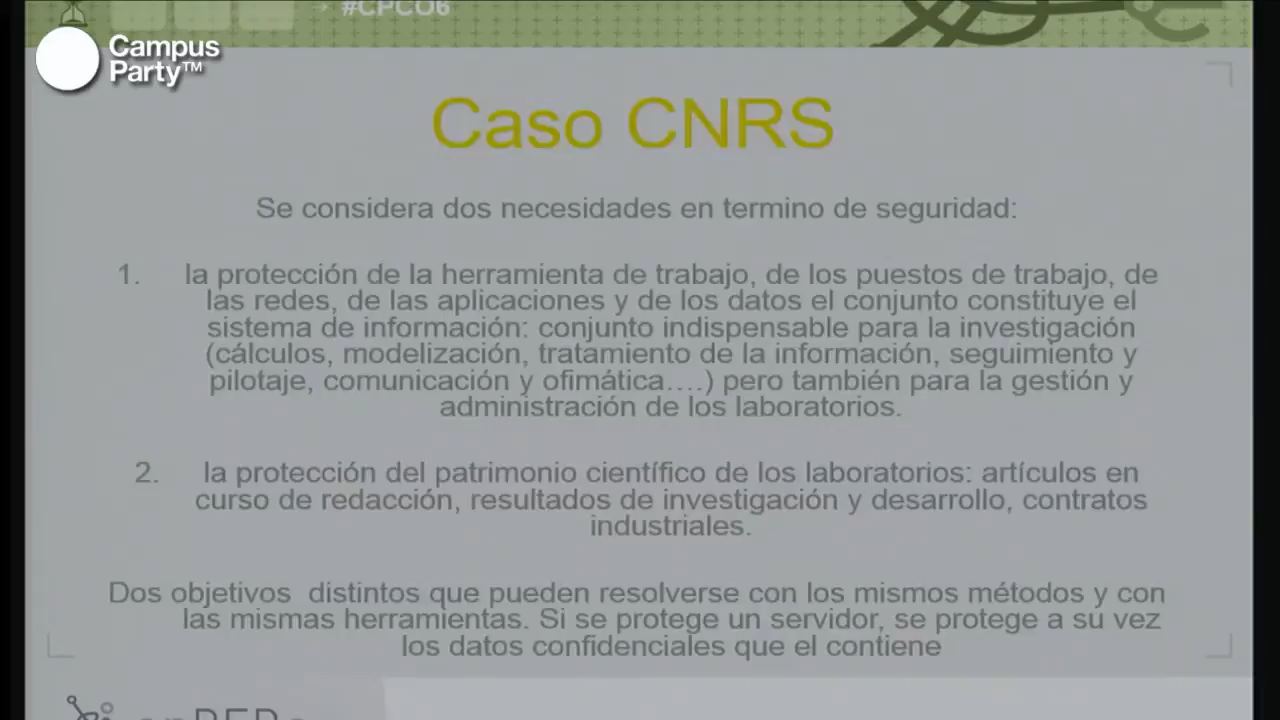 #CPCO6
Campus
Party™
Caso CNRS
Se considera dos necesidades en termino de seguridad:
1. la protección de la herramienta de trabajo, de los puestos de trabajo, de
las redes, de las aplicaciones y de los datos el conjunto constituye el
sistema de información: conjunto indispensable para la investigación
(cálculos, modelización, tratamiento de la información, seguimiento y
pilotaje, comunicación y ofimática....) pero también para la gestión y
administración de los laboratorios.
2. la protección del patrimonio científico de los laboratorios: artículos en
curso de redacción, resultados de investigación y desarrollo, contratos
industriales.
Dos objetivos distintos que pueden resolverse con los mismos métodos y con
las mismas herramientas. Si se protege un servidor, se protege a su vez
los datos confidenciales que el contiene